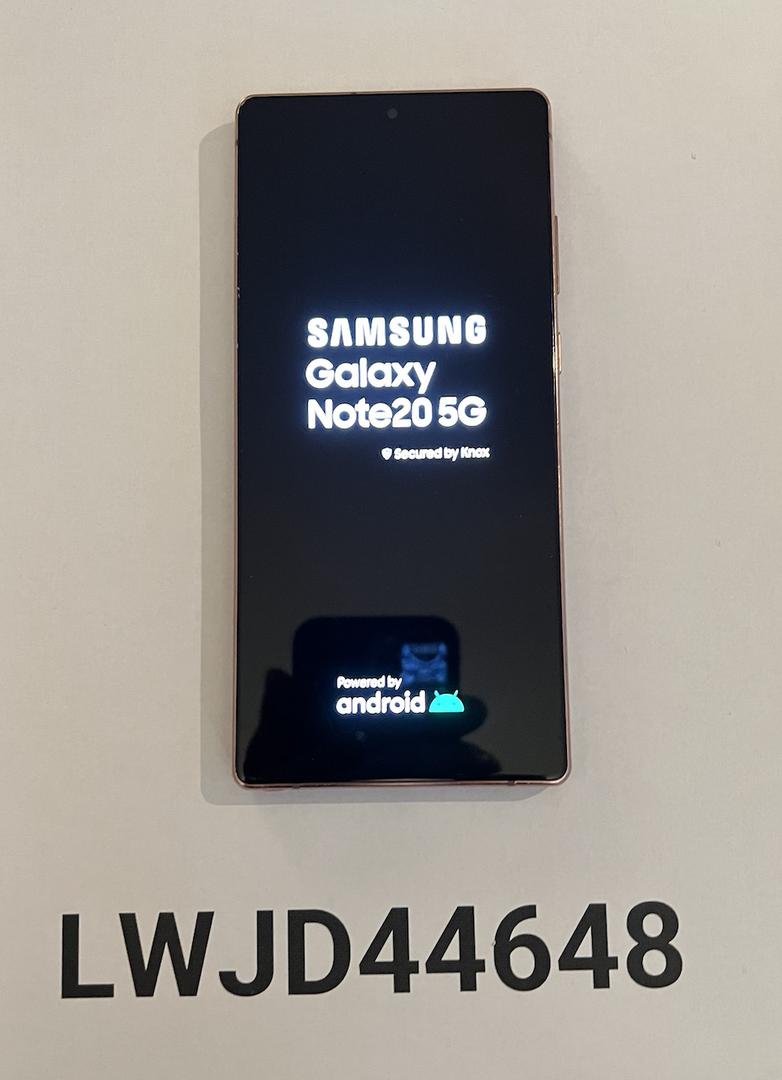 SAMSUNG
Galaxy
Note20 5G
Secured by Knox
Powered by
android
LWJD44648